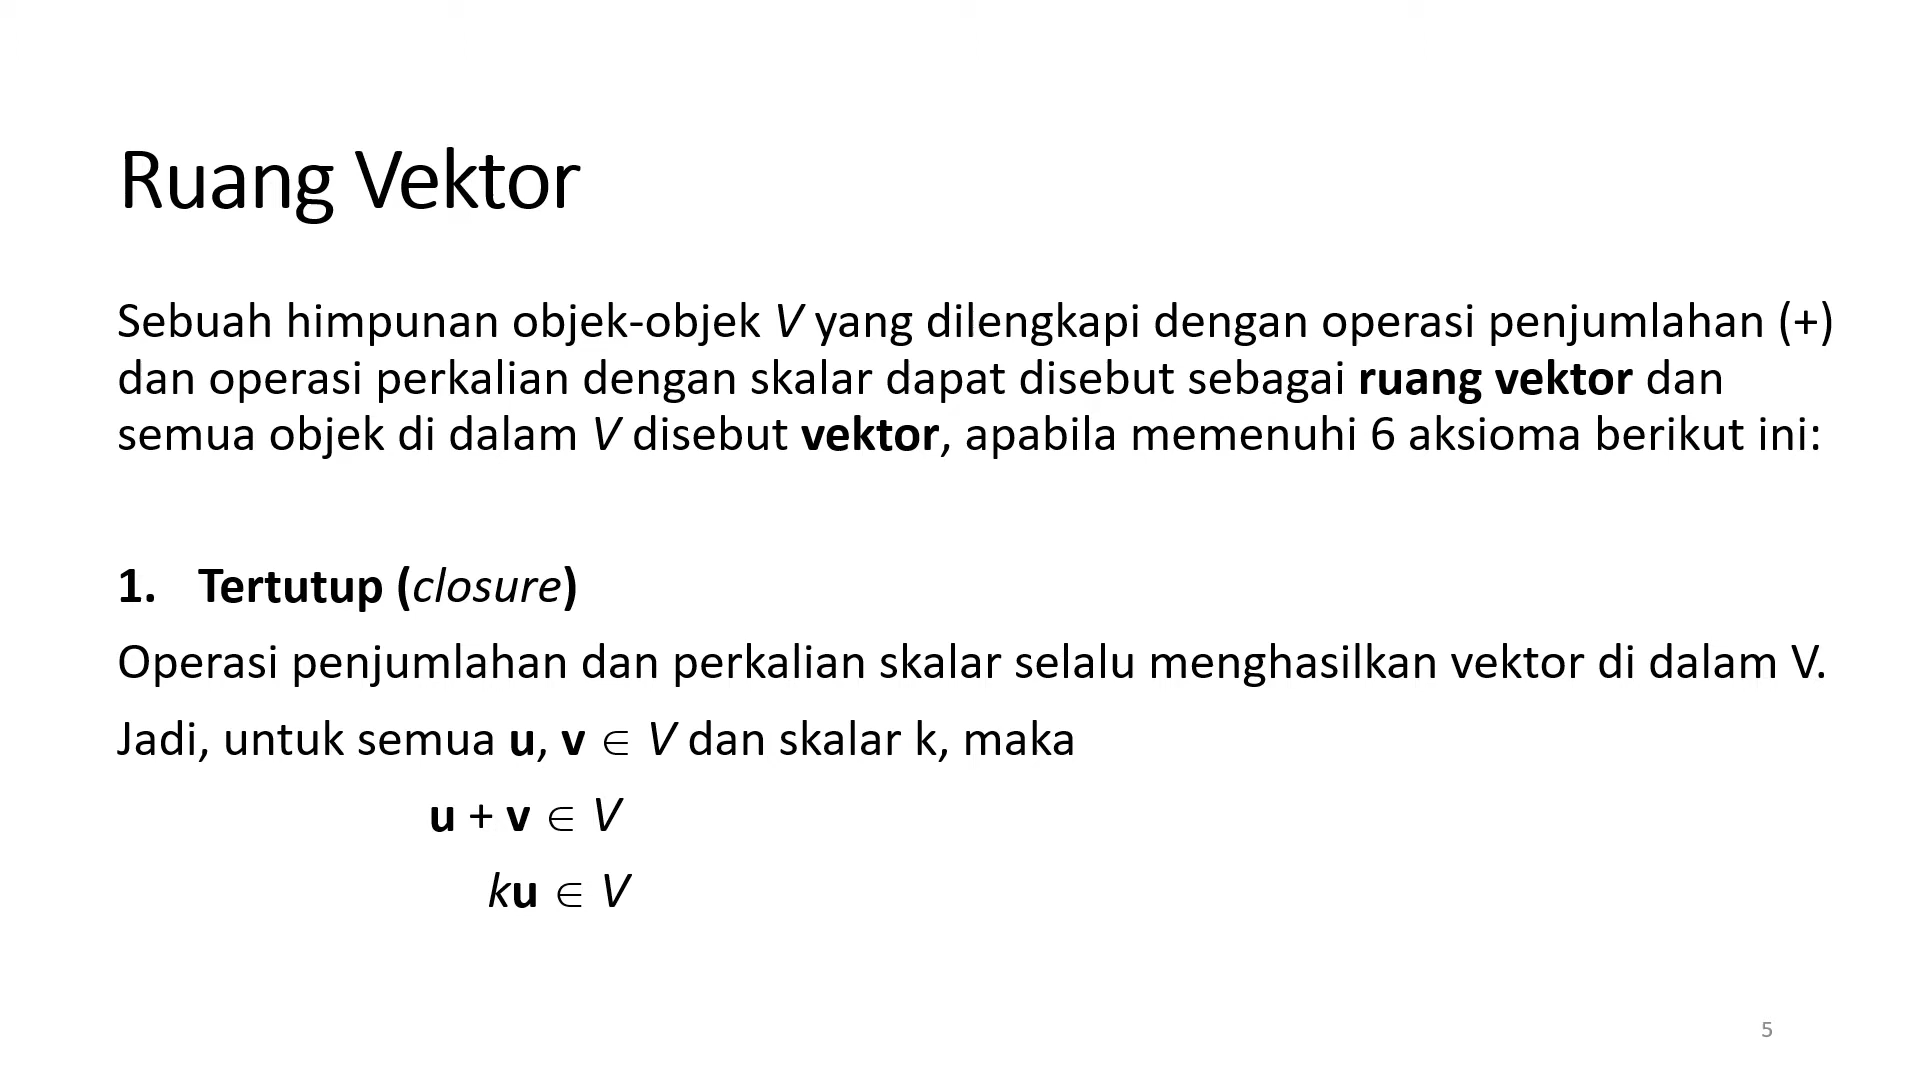 Ruang Vektor
Sebuah himpunan objek-objek V yang dilengkapi dengan operasi penjumlahan (+)
dan operasi perkalian dengan skalar dapat disebut sebagai ruang vektor dan
semua objek di dalam V disebut vektor, apabila memenuhi 6 aksioma berikut ini:
1. Tertutup (closure)
Operasi penjumlahan dan perkalian skalar selalu menghasilkan vektor di dalam V.
Jadi, untuk semua u, v ∈ V dan skalar k, maka
u + v ∈ V
ku ∈ V
5